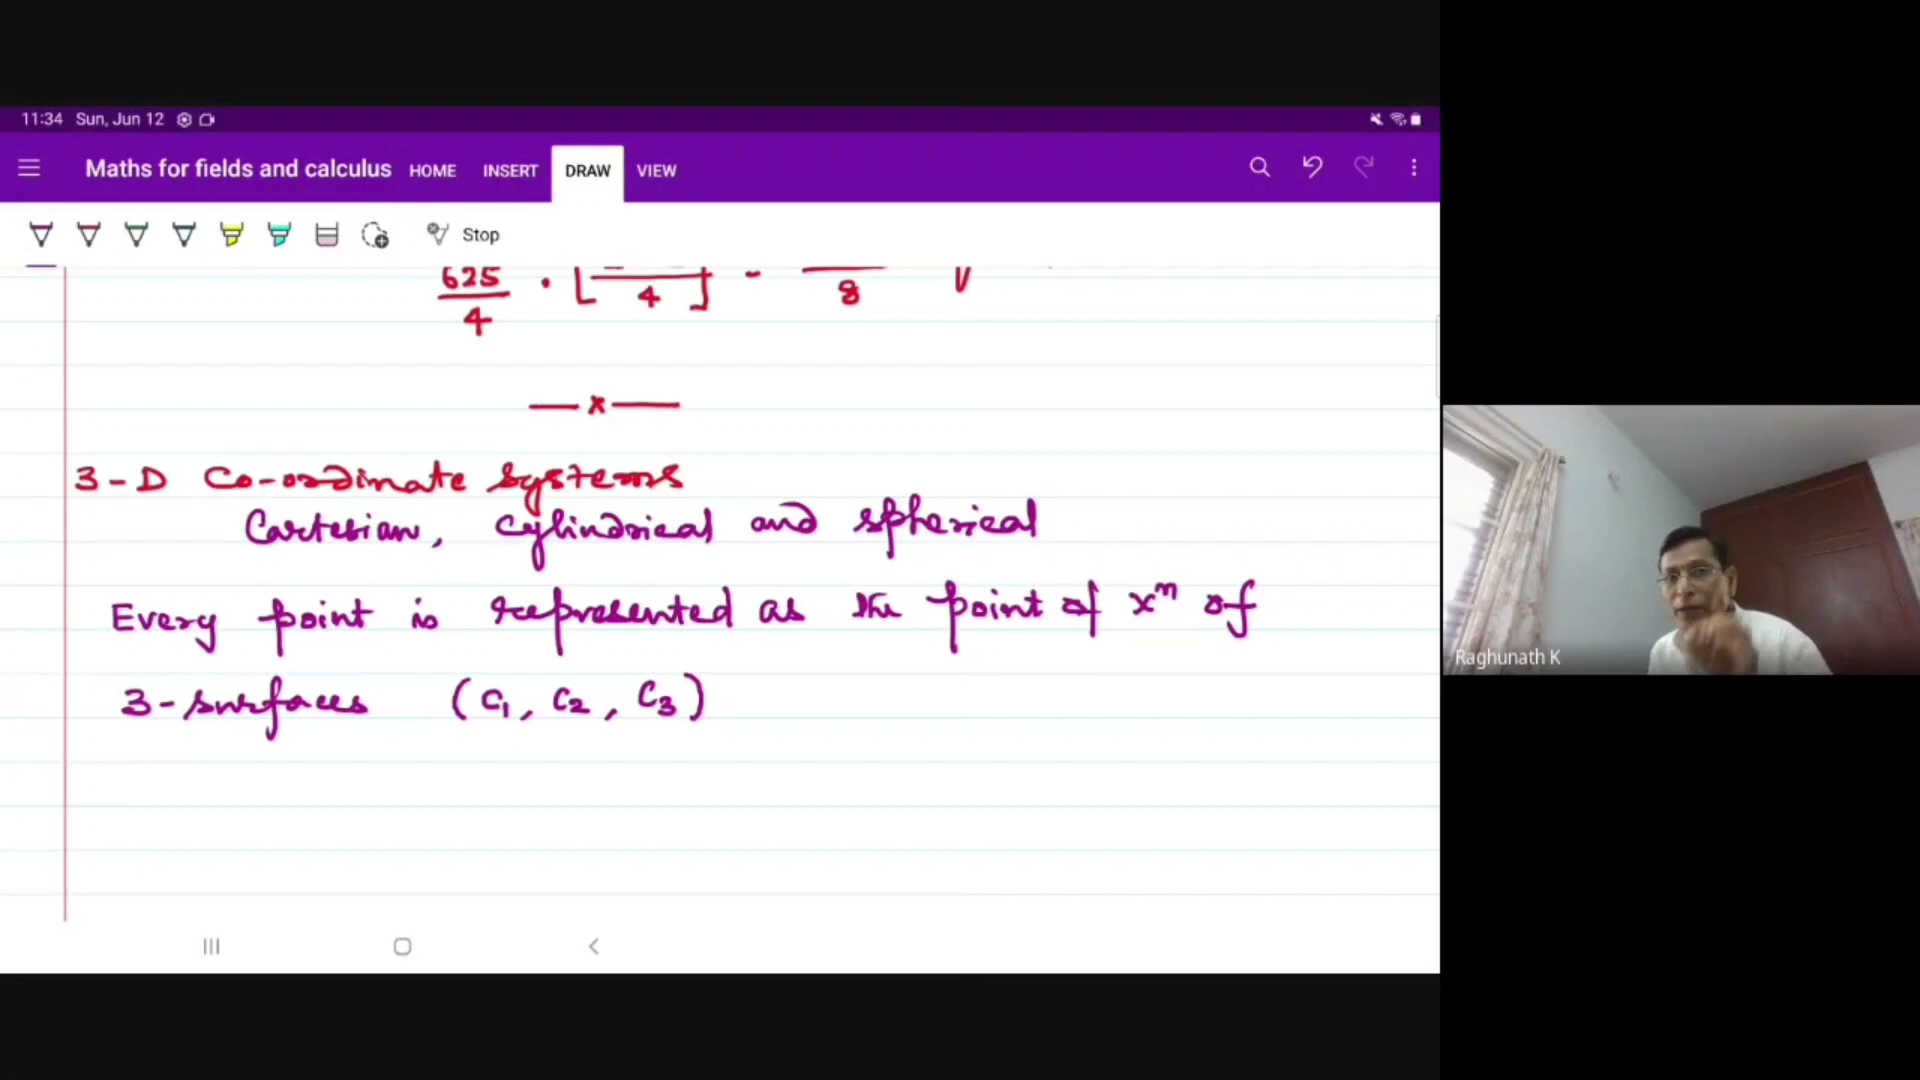 11:34 Sun, Jun 12
Maths for fields and calculus HOME INSERT DRAW VIEW
Stop
625/4 · [ /4 ] - /8
— x —
3-D Co-ordinate Systems
Cartesian, cylindrical and spherical
Every point is represented as the point of xⁿ of
3-surfaces (C₁, C₂, C₃)
Raghunath K